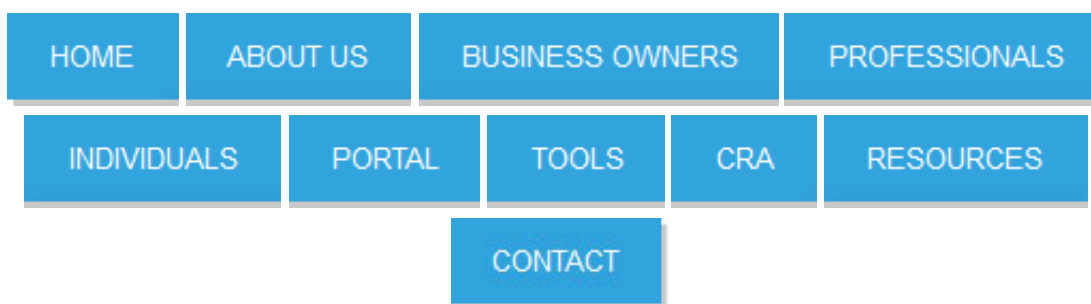 HOME ABOUT US BUSINESS OWNERS PROFESSIONALS
INDIVIDUALS PORTAL TOOLS CRA RESOURCES
CONTACT